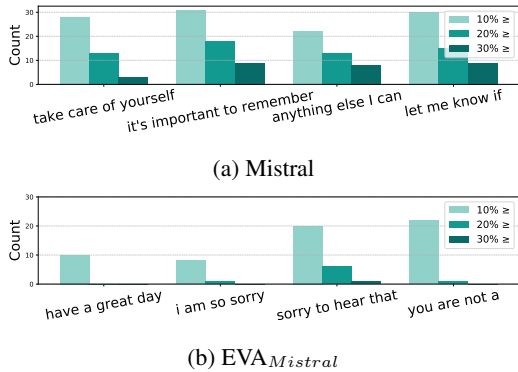 30
20
10
0
Count
10% ≥
20% ≥
30% ≥
take care of yourself
it's important to remember
anything else I can
let me know if
(a) Mistral
30
20
10
0
Count
10% ≥
20% ≥
30% ≥
have a great day
i am so sorry
sorry to hear that
you are not a
(b) EVA_Mistral